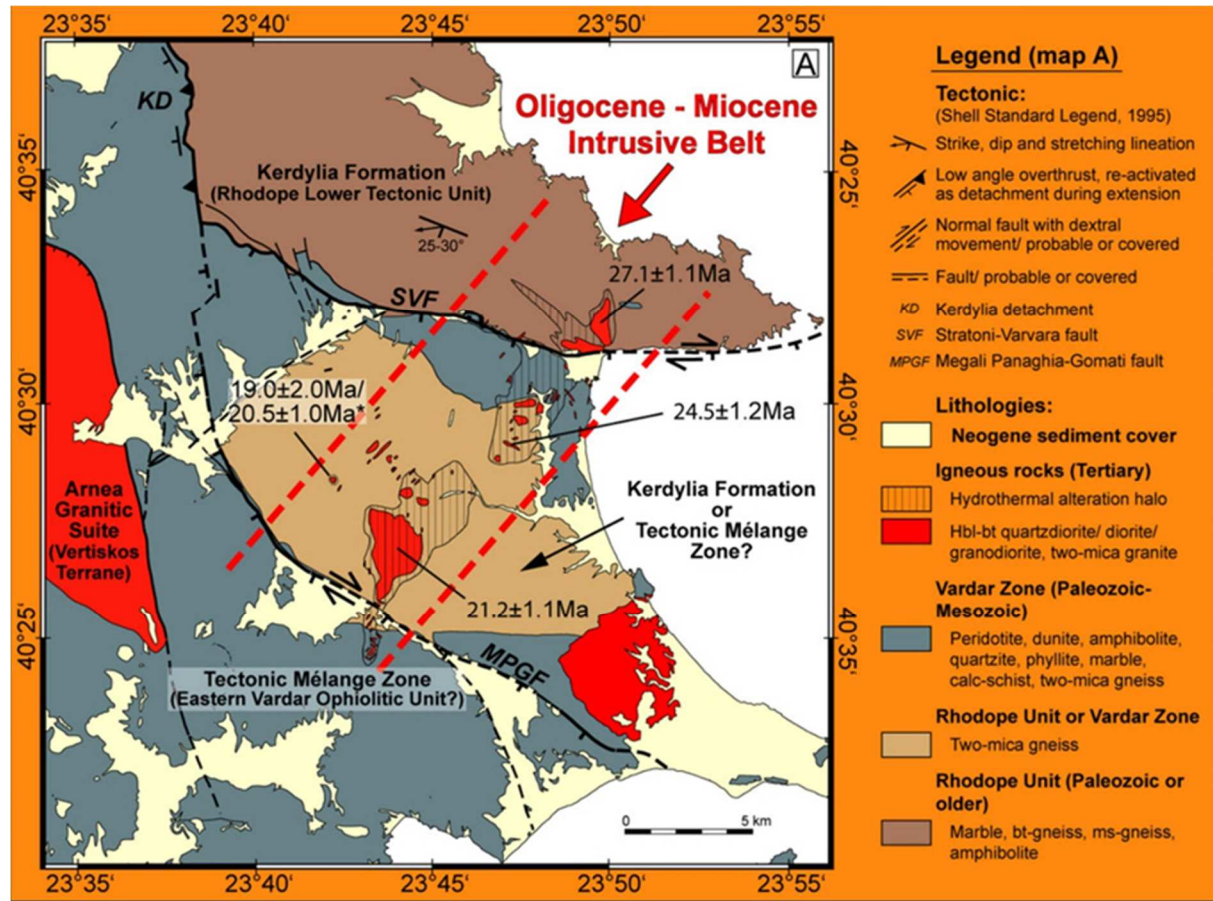 23°35‘ 23°40‘ 23°45‘ 23°50‘ 23°55‘
A
KD
Oligocene - Miocene
Intrusive Belt
40°35‘
40°25‘
Kerdylia Formation
(Rhodope Lower Tectonic Unit)
25-30°
27.1±1.1Ma
SVF
19.0±2.0Ma/
20.5±1.0Ma*
24.5±1.2Ma
40°30‘
40°30‘
Arnea
Granitic
Suite
(Vertiskos
Terrane)
Kerdylia Formation
or
Tectonic Mélange
Zone?
21.2±1.1Ma
40°25‘
40°35‘
MPGF
Tectonic Mélange Zone
(Eastern Vardar Ophiolitic Unit?)
0 5 km
23°35‘ 23°40‘ 23°45‘ 23°50‘ 23°55‘
Legend (map A)
Tectonic:
(Shell Standard Legend, 1995)
Strike, dip and stretching lineation
Low angle overthrust, re-activated
as detachment during extension
Normal fault with dextral
movement/ probable or covered
Fault/ probable or covered
KD Kerdylia detachment
SVF Stratoni-Varvara fault
MPGF Megali Panaghia-Gomati fault
Lithologies:
Neogene sediment cover
Igneous rocks (Tertiary)
Hydrothermal alteration halo
Hbl-bt quartzdiorite/ diorite/
granodiorite, two-mica granite
Vardar Zone (Paleozoic-
Mesozoic)
Peridotite, dunite, amphibolite,
quartzite, phyllite, marble,
calc-schist, two-mica gneiss
Rhodope Unit or Vardar Zone
Two-mica gneiss
Rhodope Unit (Paleozoic or
older)
Marble, bt-gneiss, ms-gneiss,
amphibolite